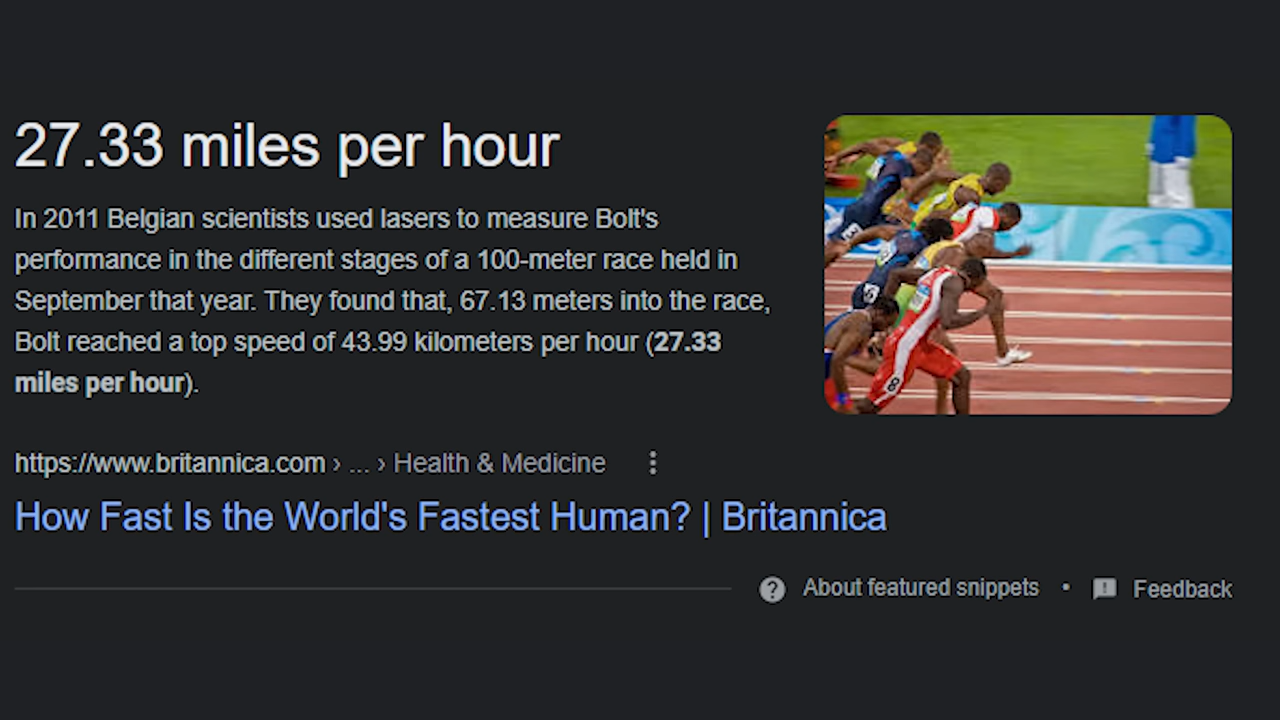 27.33 miles per hour
In 2011 Belgian scientists used lasers to measure Bolt's
performance in the different stages of a 100-meter race held in
September that year. They found that, 67.13 meters into the race,
Bolt reached a top speed of 43.99 kilometers per hour (27.33
miles per hour).
https://www.britannica.com › ... › Health & Medicine
How Fast Is the World's Fastest Human? | Britannica
About featured snippets • Feedback